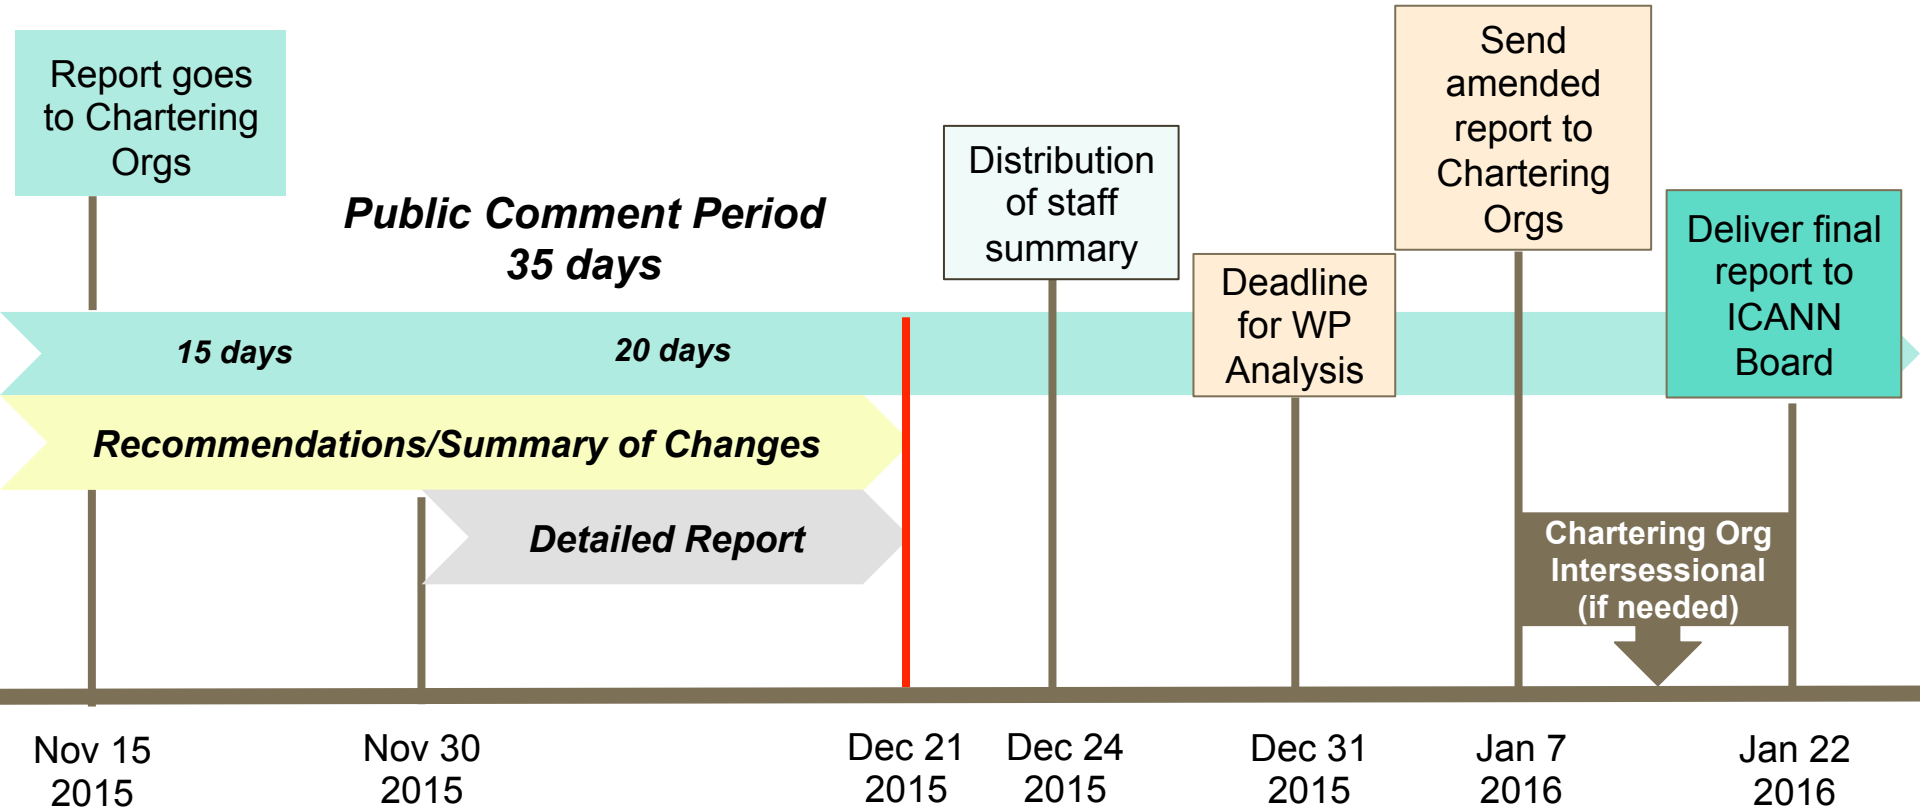 Report goes
to Chartering
Orgs
Public Comment Period
35 days
Distribution
of staff
summary
Deadline
for WP
Analysis
Send
amended
report to
Chartering
Orgs
Deliver final
report to
ICANN
Board
15 days
20 days
Recommendations/Summary of Changes
Detailed Report
Chartering Org
Intersessional
(if needed)
Nov 15
2015
Nov 30
2015
Dec 21
2015
Dec 24
2015
Dec 31
2015
Jan 7
2016
Jan 22
2016